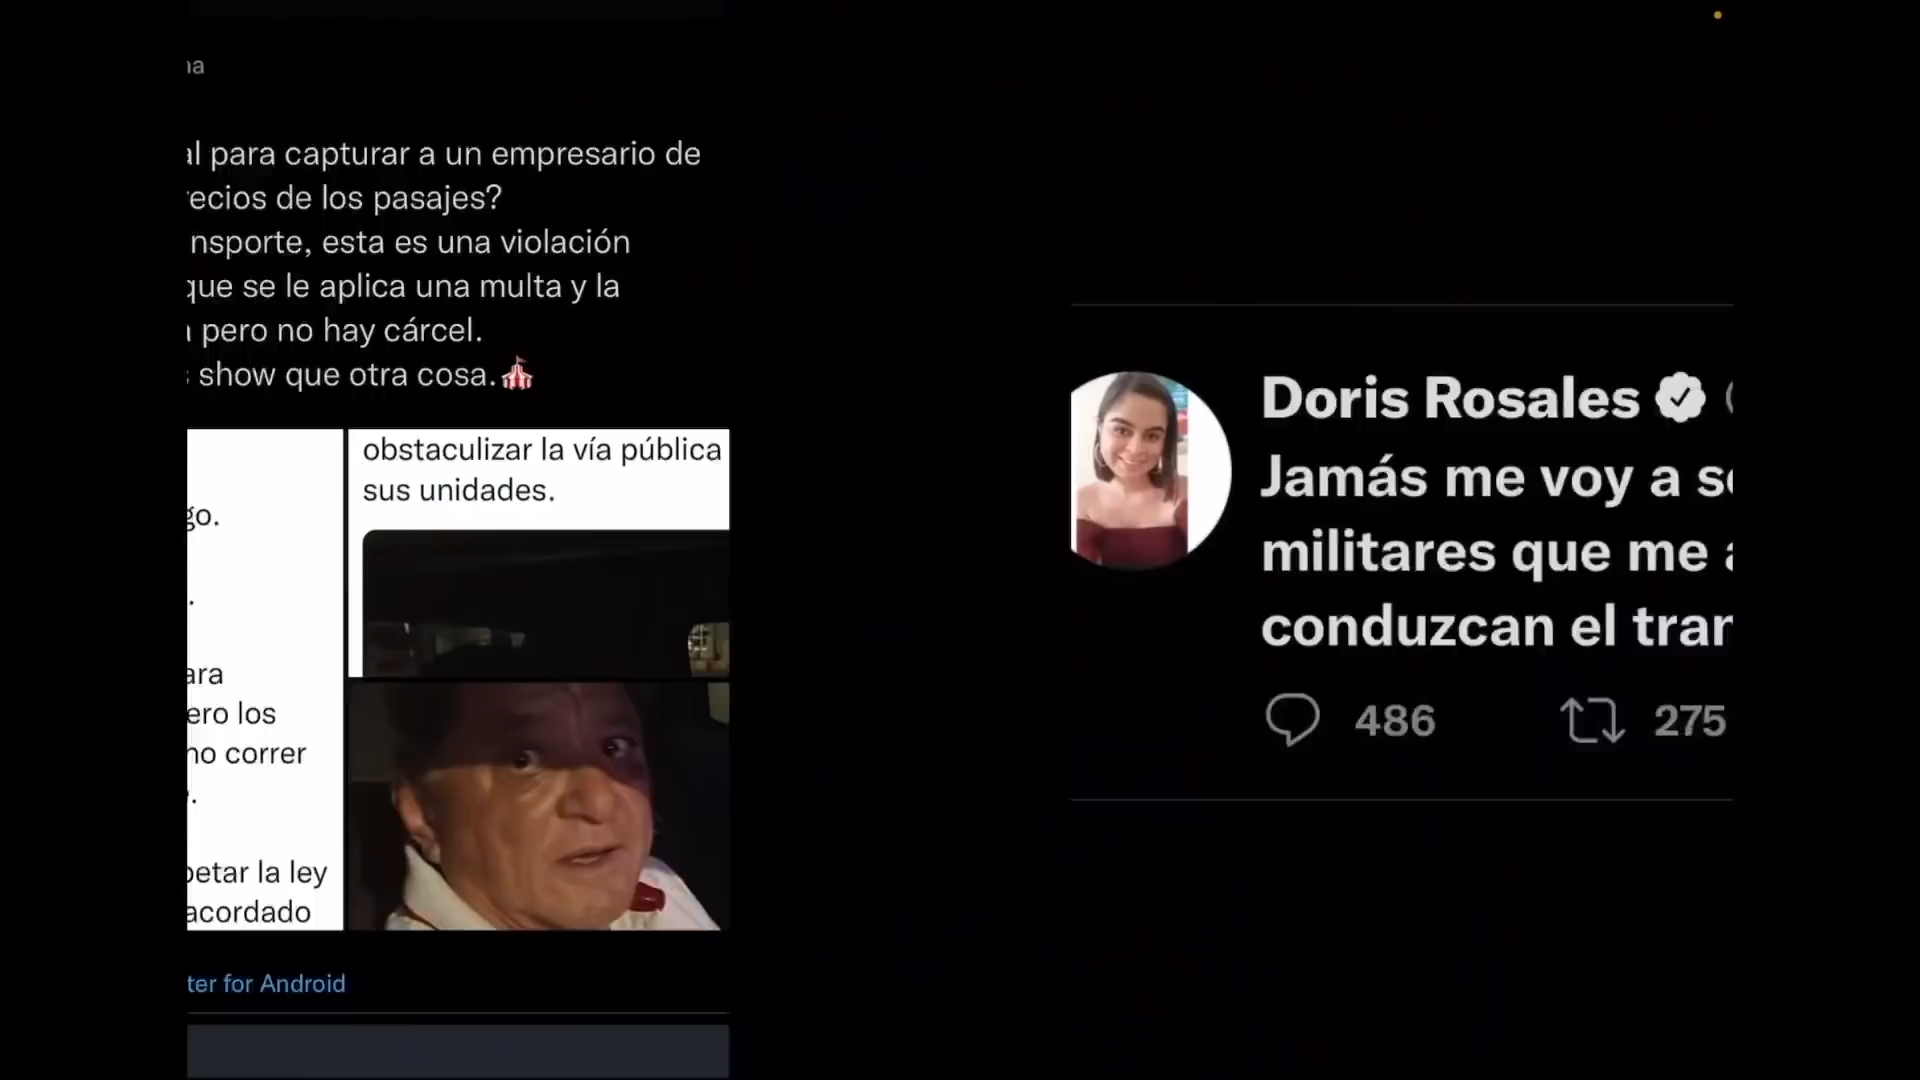 para capturar a un empresario de
recios de los pasajes?
nsporte, esta es una violación
que se le aplica una multa y la
pero no hay cárcel.
show que otra cosa.🎪
obstaculizar la vía pública
sus unidades.
go.
ara
ero los
no correr
petar la ley
acordado
ter for Android
Doris Rosales
Jamás me voy a s
militares que me
conduzcan el tran
486 275